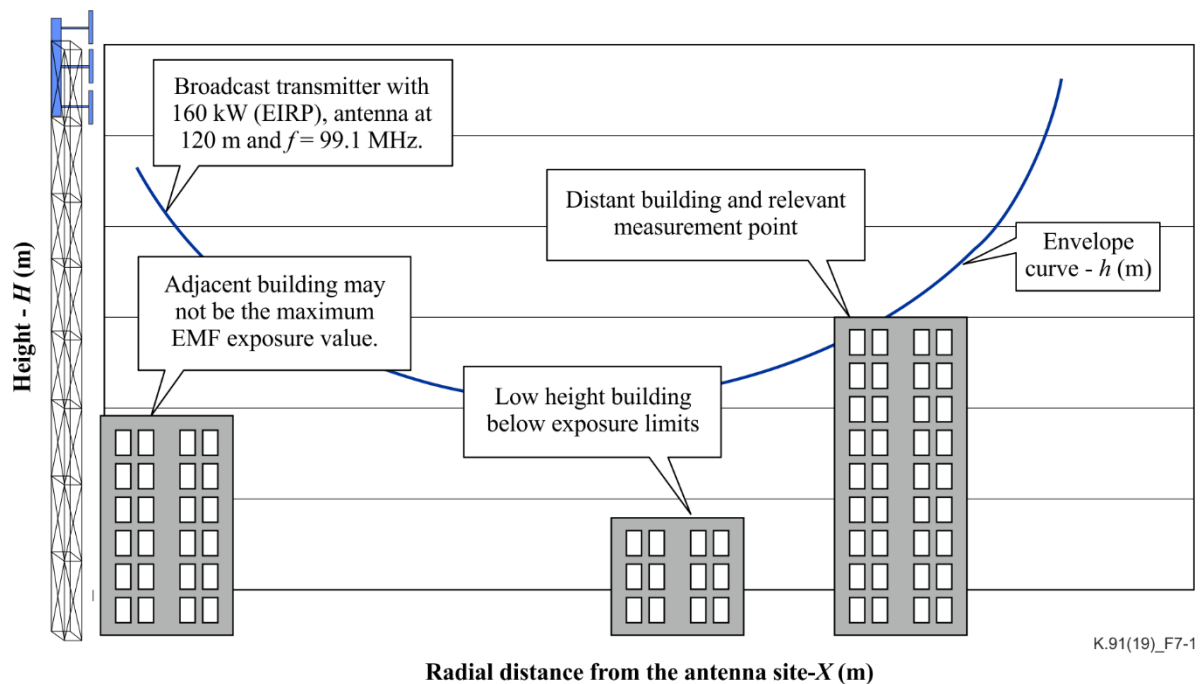 Broadcast transmitter with
160 kW (EIRP), antenna at
120 m and f = 99.1 MHz.
Distant building and relevant
measurement point
Envelope
curve - h (m)
Adjacent building may
not be the maximum
EMF exposure value.
Low height building
below exposure limits
Height - H (m)
K.91(19)_F7-1
Radial distance from the antenna site-X (m)